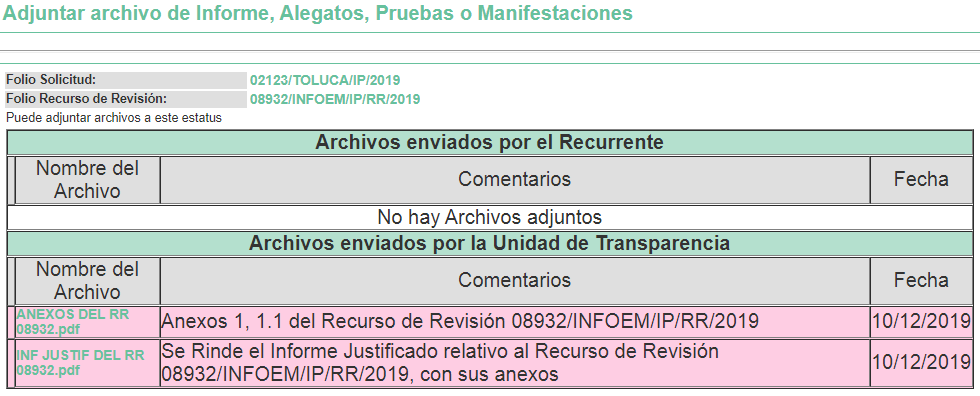 Adjuntar archivo de Informe, Alegatos, Pruebas o Manifestaciones
Folio Solicitud: 02123/TOLUCA/IP/2019
Folio Recurso de Revisión: 08932/INFOEM/IP/RR/2019
Puede adjuntar archivos a este estatus
Archivos enviados por el Recurrente
Nombre del Archivo Comentarios Fecha
No hay Archivos adjuntos
Archivos enviados por la Unidad de Transparencia
Nombre del Archivo Comentarios Fecha
ANEXOS DEL RR
08932.pdf
Anexos 1, 1.1 del Recurso de Revisión 08932/INFOEM/IP/RR/2019
10/12/2019
INF JUSTIF DEL RR
08932.pdf
Se Rinde el Informe Justificado relativo al Recurso de Revisión
08932/INFOEM/IP/RR/2019, con sus anexos
10/12/2019